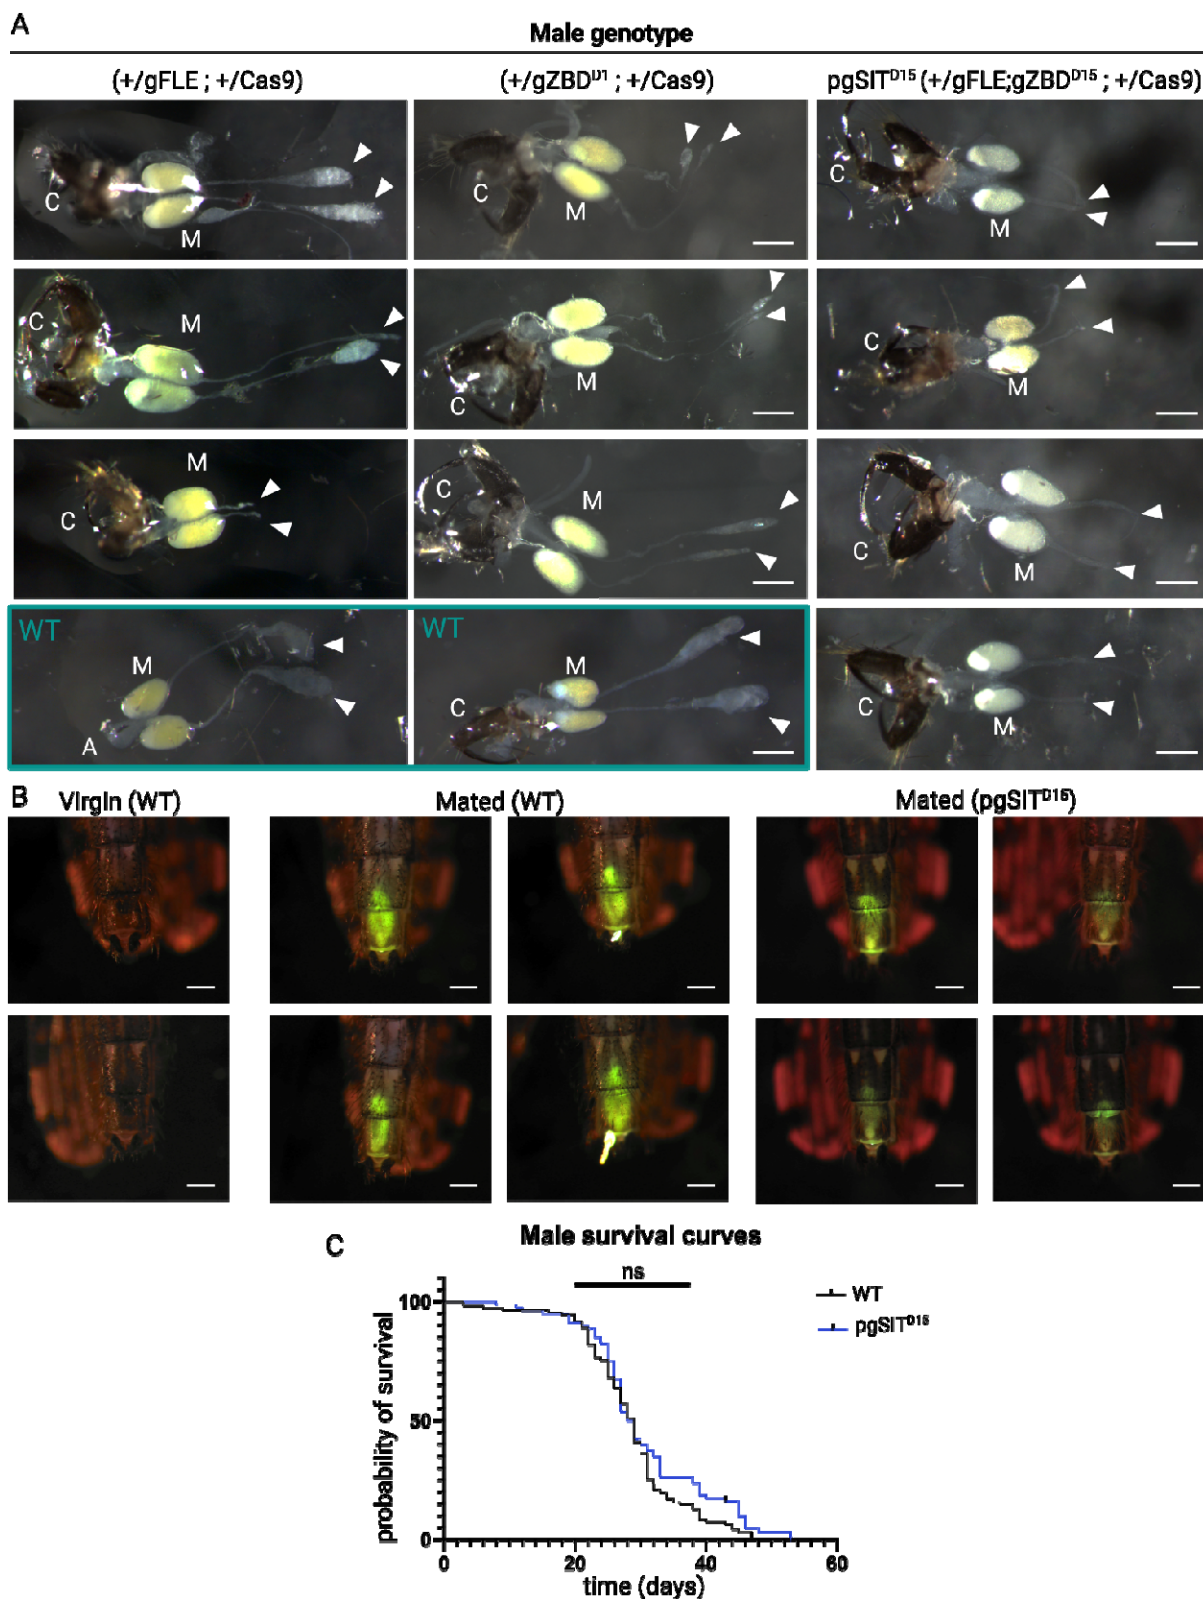 A
Male genotype
(+/gFLE ; +/Cas9)
(+/gZBD^D1 ; +/Cas9)
pgSIT^D15 (+/gFLE;gZBD^D15 ; +/Cas9)
C
M
C
M
C
M
C
M
C
M
C
M
C
M
C
M
C
M
WT
M
A
WT
M
C
C
M
B
Virgin (WT)
Mated (WT)
Mated (pgSIT^D15)
C
Male survival curves
ns
WT
pgSIT^D15
probability of survival
100
50
0
0
20
40
60
time (days)